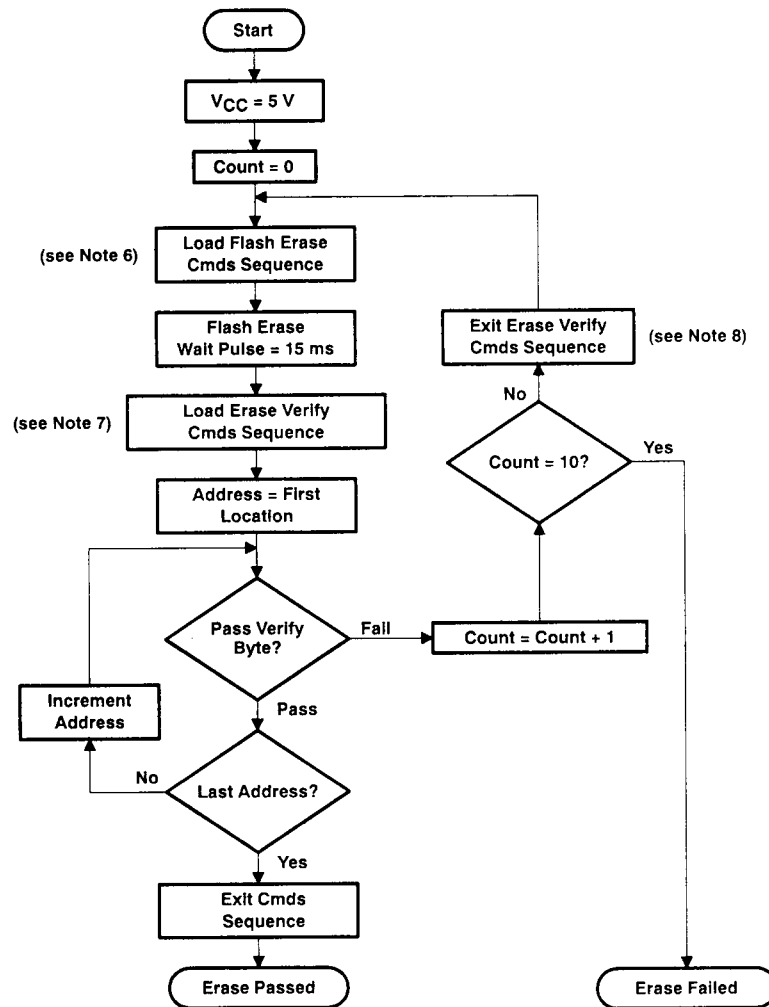 Start
VCC = 5 V
Count = 0
(see Note 6)
Load Flash Erase
Cmds Sequence
Flash Erase
Wait Pulse = 15 ms
(see Note 7)
Load Erase Verify
Cmds Sequence
Address = First
Location
Pass Verify
Byte?
Fail
Count = Count + 1
Count = 10?
No
Yes
Exit Erase Verify
Cmds Sequence
(see Note 8)
Increment
Address
Pass
No
Last Address?
Yes
Exit Cmds
Sequence
Erase Passed
Erase Failed